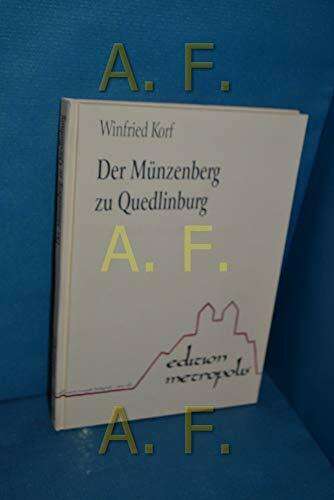 A. F.
Winfried Korf
Der Münzenberg
zu Quedlinburg
A. F.
edition
metropolis
A. F.